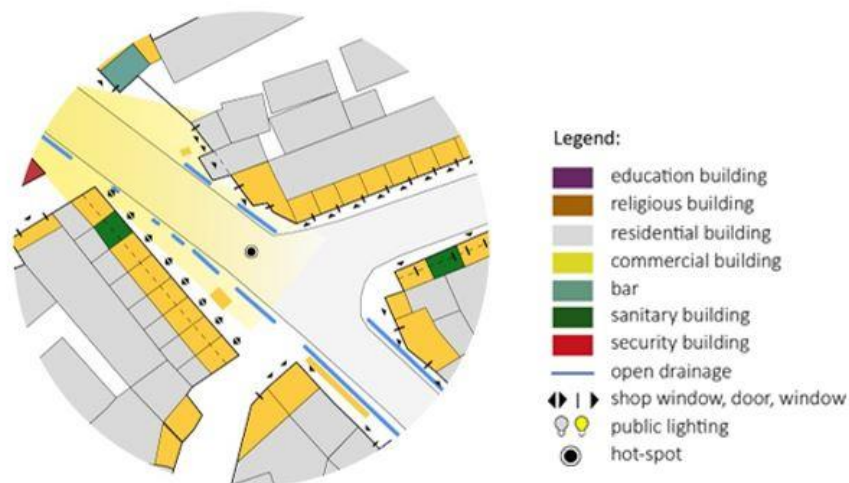 Legend:
education building
religious building
residential building
commercial building
bar
sanitary building
security building
open drainage
shop window, door, window
public lighting
hot-spot